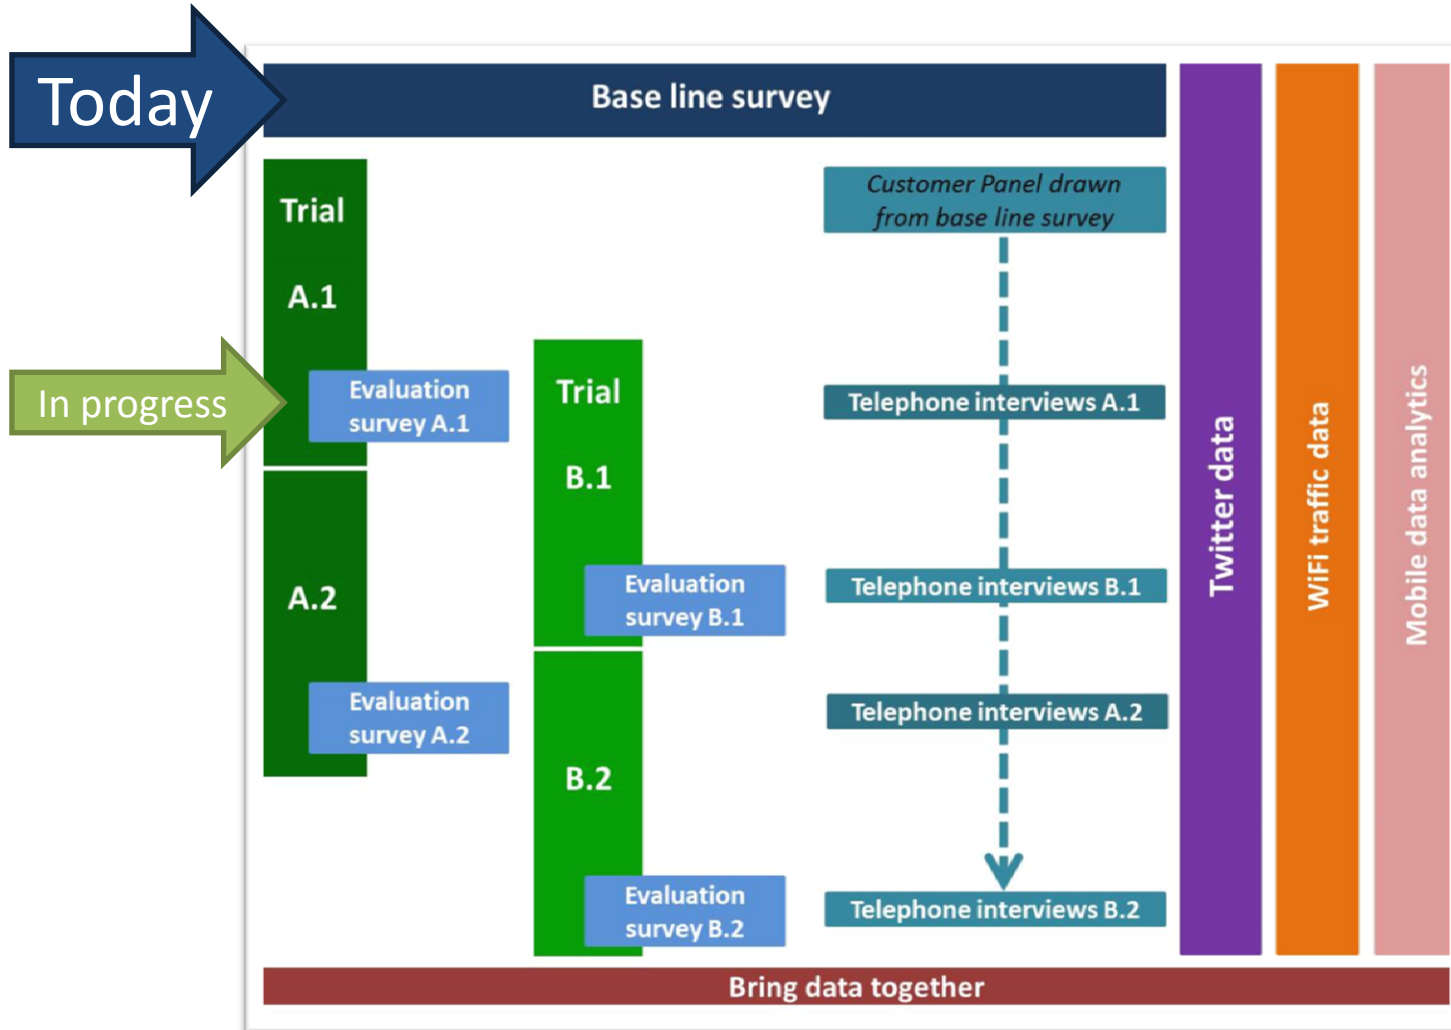 Today
Base line survey
Trial
A.1
Customer Panel drawn
from base line survey
In progress
Evaluation
survey A.1
Trial
B.1
Telephone interviews A.1
A.2
Evaluation
survey B.1
Telephone interviews B.1
Evaluation
survey A.2
Telephone interviews A.2
B.2
Evaluation
survey B.2
Telephone interviews B.2
Twitter data
WiFi traffic data
Mobile data analytics
Bring data together